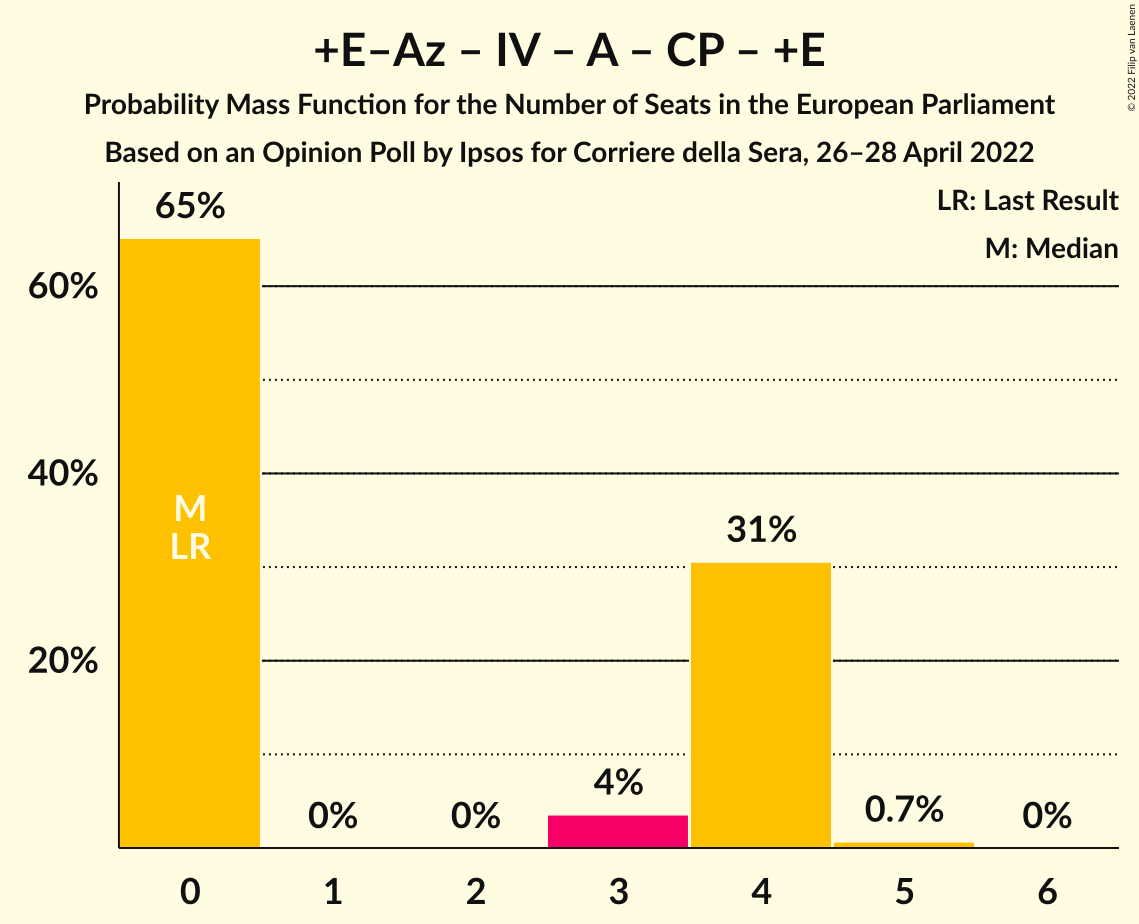 +E–Az – IV – A – CP – +E
Probability Mass Function for the Number of Seats in the European Parliament
Based on an Opinion Poll by Ipsos for Corriere della Sera, 26–28 April 2022
© 2022 Filip van Laenen
LR: Last Result
M: Median
65%
60%
40%
20%
M
LR
0%
0%
4%
31%
0.7%
0%
0 1 2 3 4 5 6